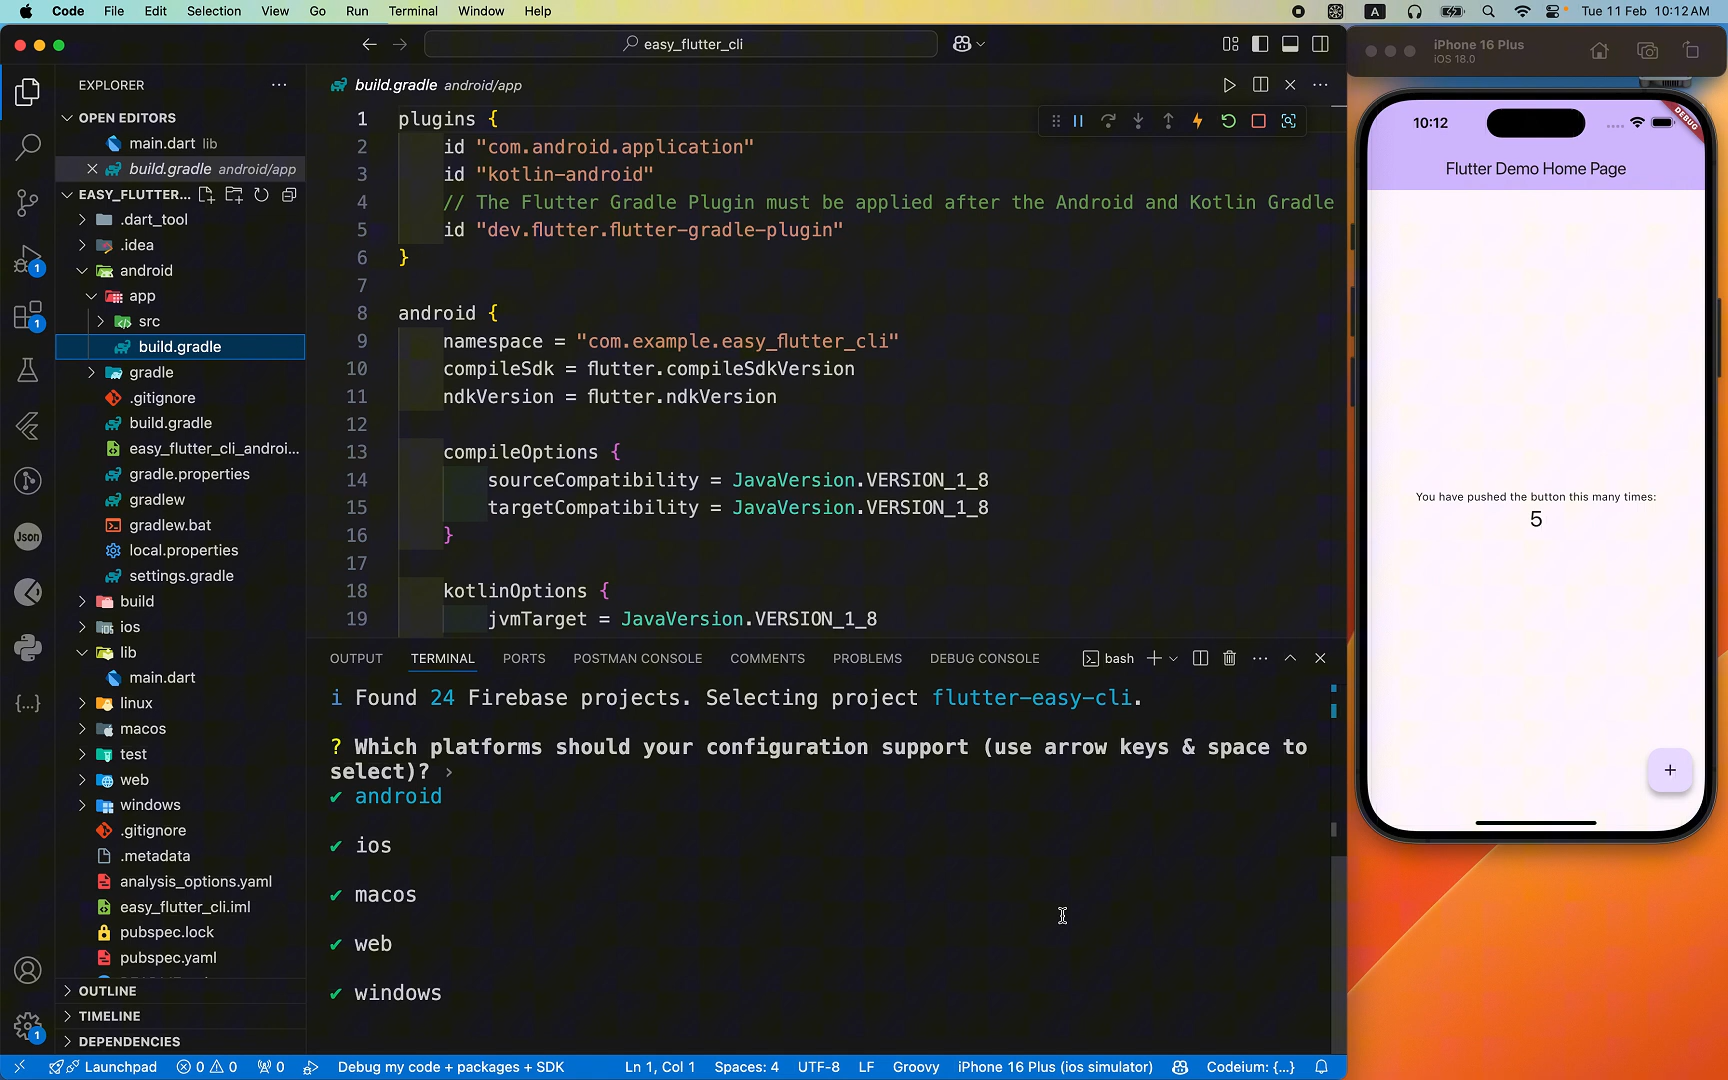 Code File Edit Selection View Go Run Terminal Window Help
A
Tue 11 Feb 10:12 AM
easy_flutter_cli
iPhone 16 Plus
iOS 18.0
EXPLORER
OPEN EDITORS
main.dart lib
build.gradle android/app
EASY_FLUTTER...
.dart_tool
.idea
android
app
src
build.gradle
gradle
.gitignore
build.gradle
easy_flutter_cli_androi...
gradle.properties
gradlew
gradlew.bat
local.properties
settings.gradle
build
ios
lib
main.dart
linux
macos
test
web
windows
.gitignore
.metadata
analysis_options.yaml
easy_flutter_cli.iml
pubspec.lock
pubspec.yaml
OUTLINE
TIMELINE
DEPENDENCIES
1
1
Json
{...}
1
build.gradle android/app
1 plugins {
2 id "com.android.application"
3 id "kotlin-android"
4 // The Flutter Gradle Plugin must be applied after the Android and Kotlin Gradle
5 id "dev.flutter.flutter-gradle-plugin"
6 }
7
8 android {
9 namespace = "com.example.easy_flutter_cli"
10 compileSdk = flutter.compileSdkVersion
11 ndkVersion = flutter.ndkVersion
12
13 compileOptions {
14 sourceCompatibility = JavaVersion.VERSION_1_8
15 targetCompatibility = JavaVersion.VERSION_1_8
16 }
17
18 kotlinOptions {
19 jvmTarget = JavaVersion.VERSION_1_8
OUTPUT TERMINAL PORTS POSTMAN CONSOLE COMMENTS PROBLEMS DEBUG CONSOLE bash
i Found 24 Firebase projects. Selecting project flutter-easy-cli.
? Which platforms should your configuration support (use arrow keys & space to
select)? ›
✔ android
✔ ios
✔ macos
✔ web
✔ windows
Launchpad 0 0 0 Debug my code + packages + SDK Ln 1, Col 1 Spaces: 4 UTF-8 LF Groovy iPhone 16 Plus (ios simulator) Codeium: {...}
10:12
DEBUG
Flutter Demo Home Page
You have pushed the button this many times:
5
+